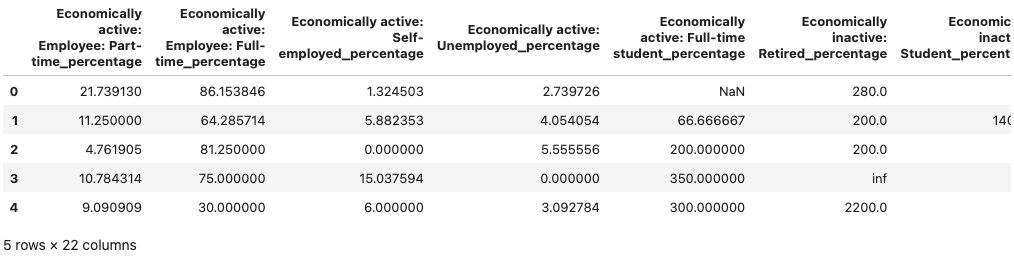 Economically active: Employee: Part-time_percentage	Economically active: Employee: Full-time_percentage	Economically active: Self-employed_percentage	Economically active: Unemployed_percentage	Economically active: Full-time student_percentage	Economically inactive: Retired_percentage	Economic inact Student_percent
0	21.739130	86.153846	1.324503	2.739726	NaN	280.0
1	11.250000	64.285714	5.882353	4.054054	66.666667	200.0	140
2	4.761905	81.250000	0.000000	5.555556	200.000000	200.0
3	10.784314	75.000000	15.037594	0.000000	350.000000	inf
4	9.090909	30.000000	6.000000	3.092784	300.000000	2200.0
5 rows × 22 columns